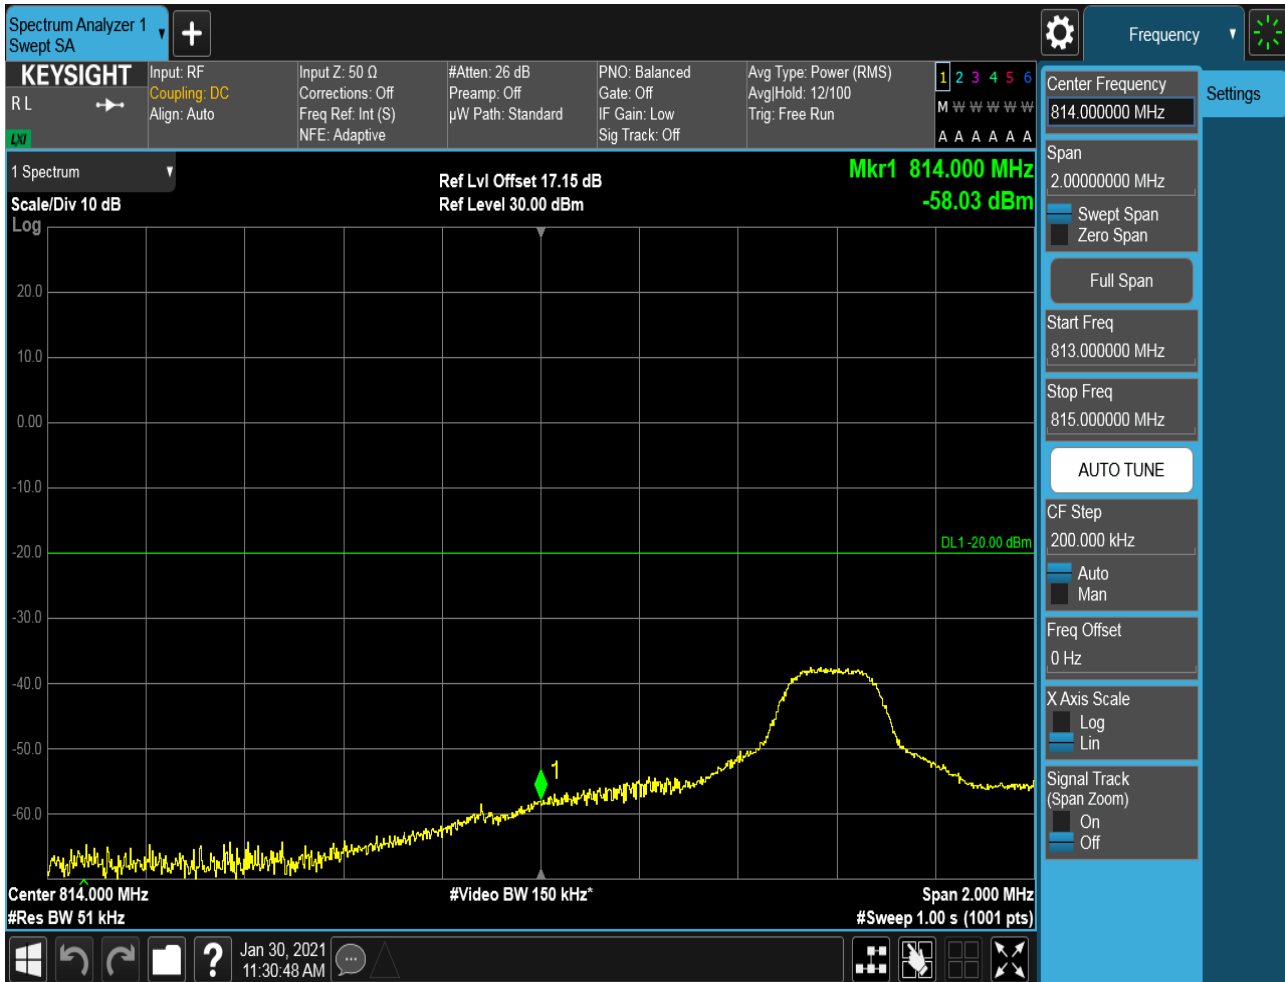 Spectrum Analyzer 1
Swept SA
Frequency
KEYSIGHT
R L
LXI
Input: RF
Coupling: DC
Align: Auto
Input Z: 50 Ω
Corrections: Off
Freq Ref: Int (S)
NFE: Adaptive
#Atten: 26 dB
Preamp: Off
µW Path: Standard
PNO: Balanced
Gate: Off
IF Gain: Low
Sig Track: Off
Avg Type: Power (RMS)
Avg|Hold: 12/100
Trig: Free Run
1 2 3 4 5 6
M W W W W W
A A A A A A
1 Spectrum
Scale/Div 10 dB
Log
Ref Lvl Offset 17.15 dB
Ref Level 30.00 dBm
Mkr1 814.000 MHz
-58.03 dBm
20.0
10.0
0.00
-10.0
-20.0
-30.0
-40.0
-50.0
-60.0
DL1 -20.00 dBm
1
Center 814.000 MHz
#Res BW 51 kHz
#Video BW 150 kHz*
Span 2.000 MHz
#Sweep 1.00 s (1001 pts)
Jan 30, 2021
11:30:48 AM
Center Frequency
814.000000 MHz
Settings
Span
2.00000000 MHz
Swept Span
Zero Span
Full Span
Start Freq
813.000000 MHz
Stop Freq
815.000000 MHz
AUTO TUNE
CF Step
200.000 kHz
Auto
Man
Freq Offset
0 Hz
X Axis Scale
Log
Lin
Signal Track
(Span Zoom)
On
Off